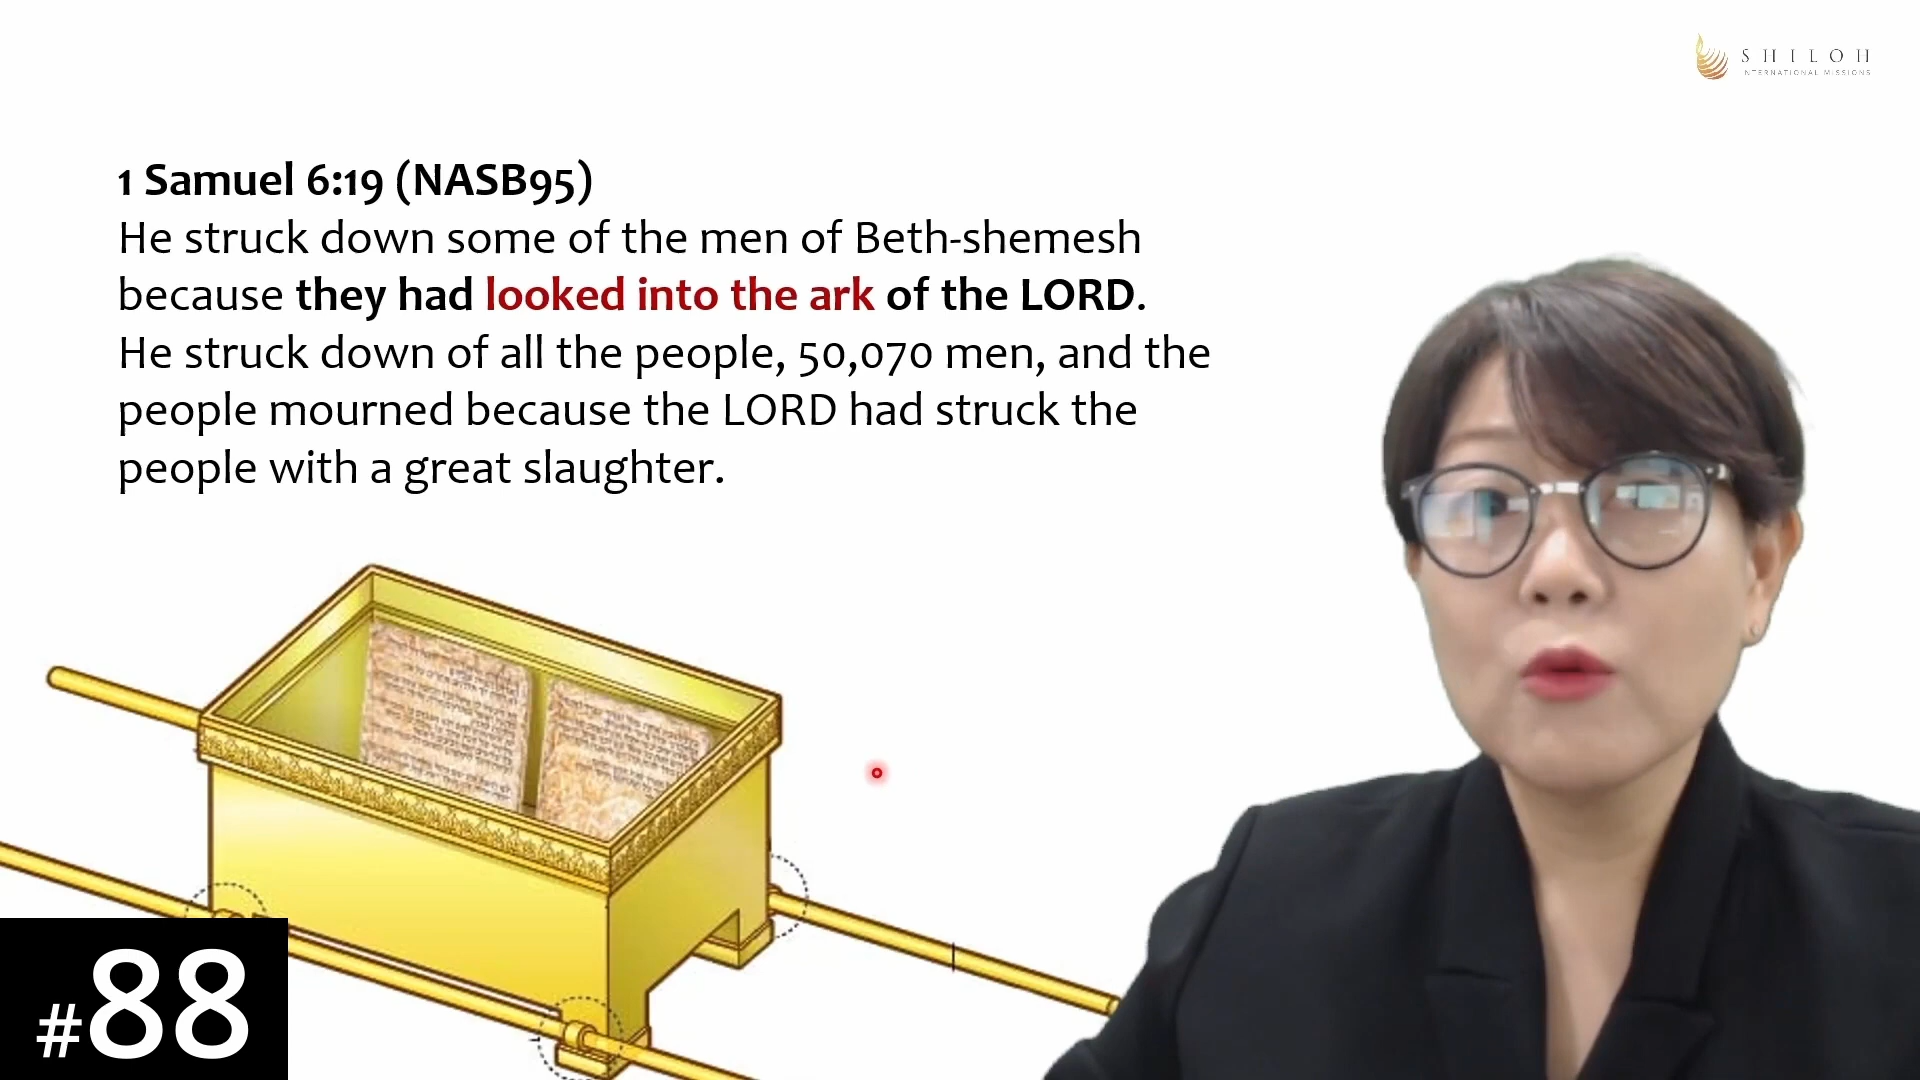 SHILOH
INTERNATIONAL MISSIONS
1 Samuel 6:19 (NASB95)
He struck down some of the men of Beth-shemesh
because they had looked into the ark of the LORD.
He struck down of all the people, 50,070 men, and the
people mourned because the LORD had struck the
people with a great slaughter.
#88